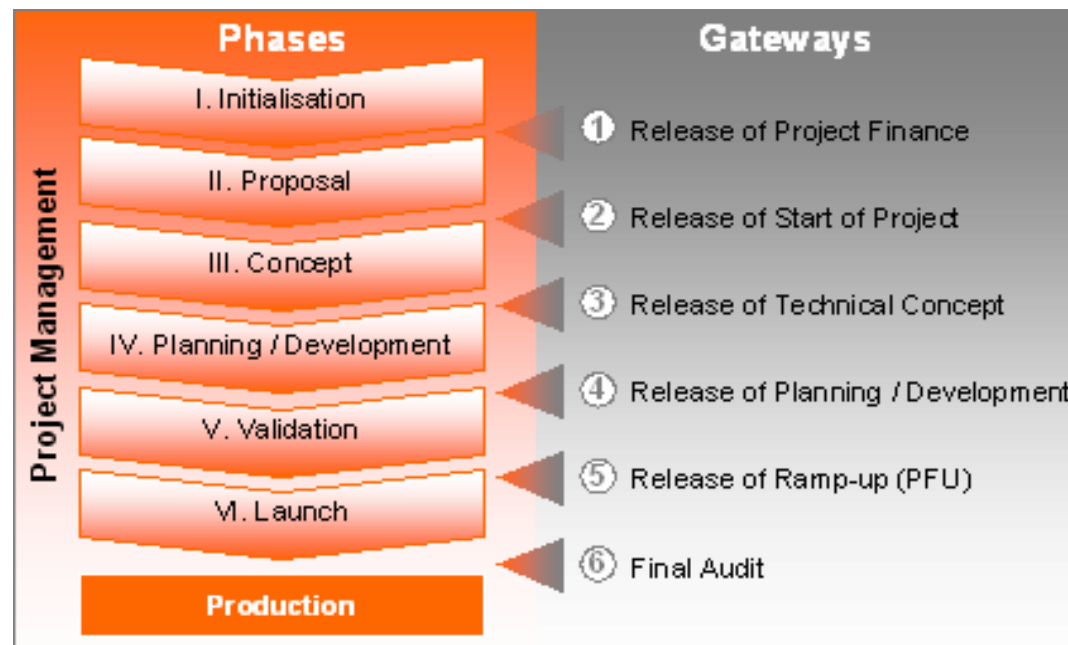 Phases
Gateways
Project Management
I. Initialisation
1 Release of Project Finance
II. Proposal
2 Release of Start of Project
III. Concept
3 Release of Technical Concept
IV. Planning / Development
4 Release of Planning / Development
V. Validation
5 Release of Ramp-up (PFU)
VI. Launch
6 Final Audit
Production